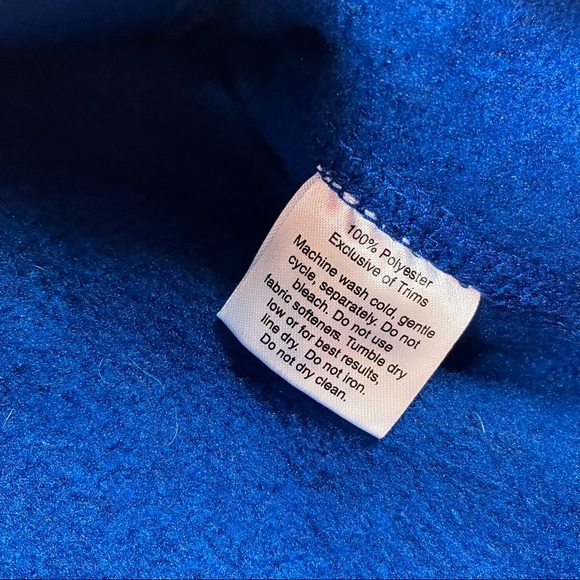 100% Polyester
Exclusive of Trims
Machine wash cold, gentle
cycle, separately. Do not
bleach. Do not use
fabric softeners. Tumble dry
low or for best results,
line dry. Do not iron.
Do not dry clean.